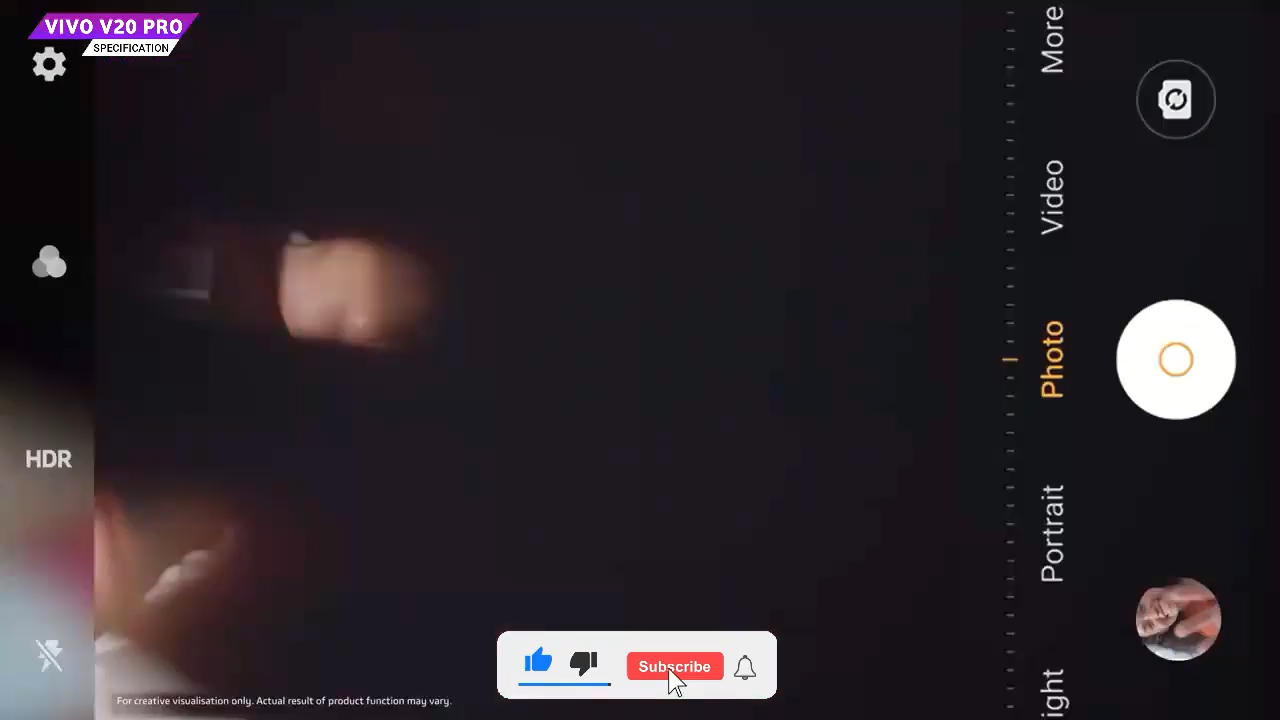 VIVO V20 PRO
SPECIFICATION
More
Video
Photo
Portrait
ight
HDR
Subscribe
For creative visualisation only. Actual result of product function may vary.